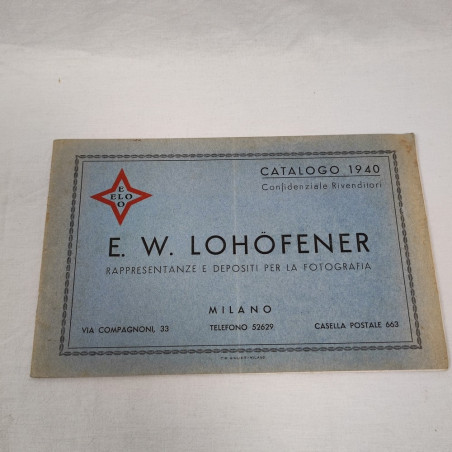 CATALOGO 1940
Confidenziale Rivenditori
E
ELO
O
E. W. LOHÖFENER
RAPPRESENTANZE E DEPOSITI PER LA FOTOGRAFIA
MILANO
VIA COMPAGNONI, 33 TELEFONO 52629 CASELLA POSTALE 663